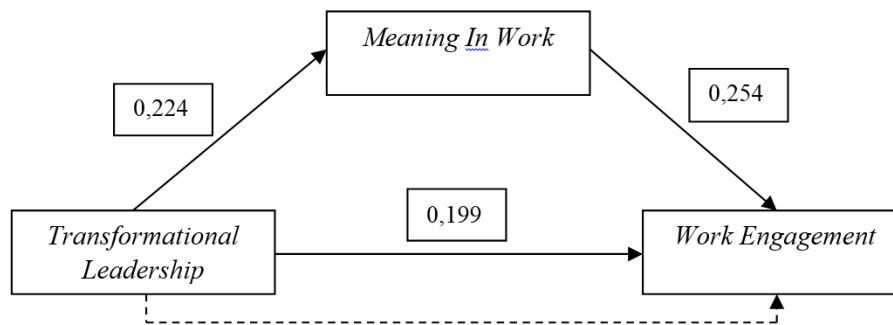 Meaning In Work
0,224
0,254
0,199
Transformational
Leadership
Work Engagement